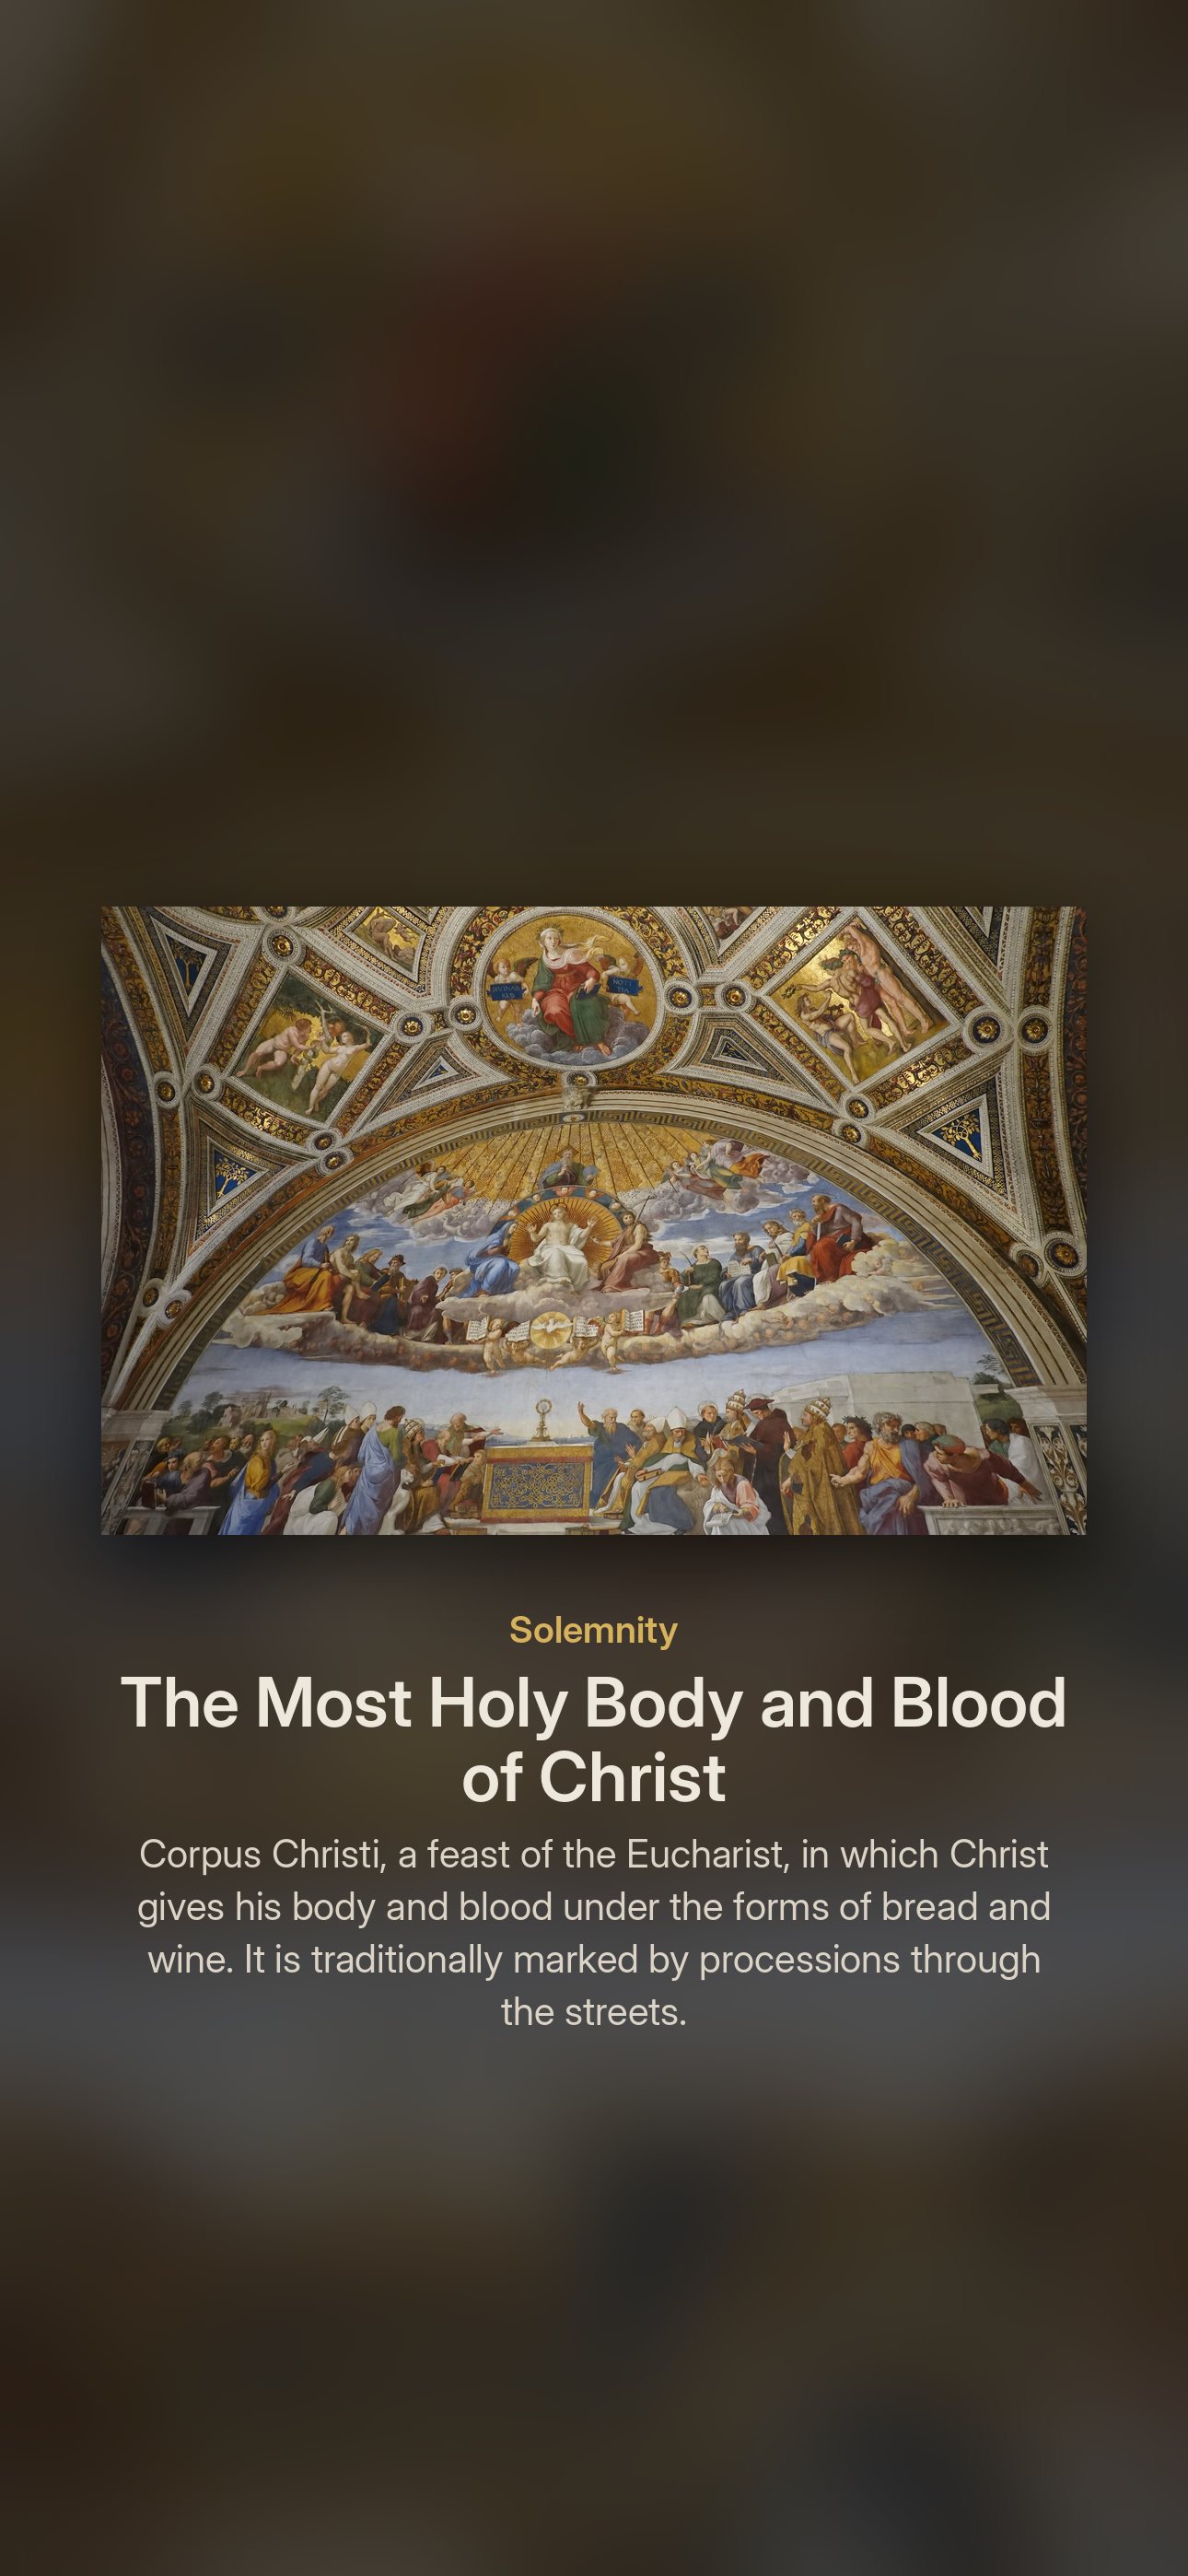 Solemnity
The Most Holy Body and Blood
of Christ
Corpus Christi, a feast of the Eucharist, in which Christ
gives his body and blood under the forms of bread and
wine. It is traditionally marked by processions through
the streets.